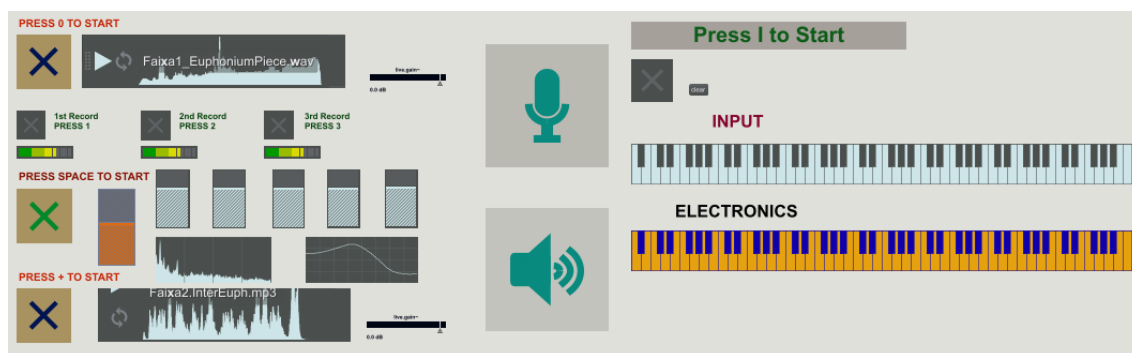 PRESS 0 TO START
Faixa1_EuphoniumPiece.wav
live.gain~
0.0 dB
1st Record
PRESS 1
2nd Record
PRESS 2
3rd Record
PRESS 3
PRESS SPACE TO START
PRESS + TO START
Faixa2.InterEuph.mp3
live.gain~
0.0 dB
Press I to Start
clear
INPUT
ELECTRONICS